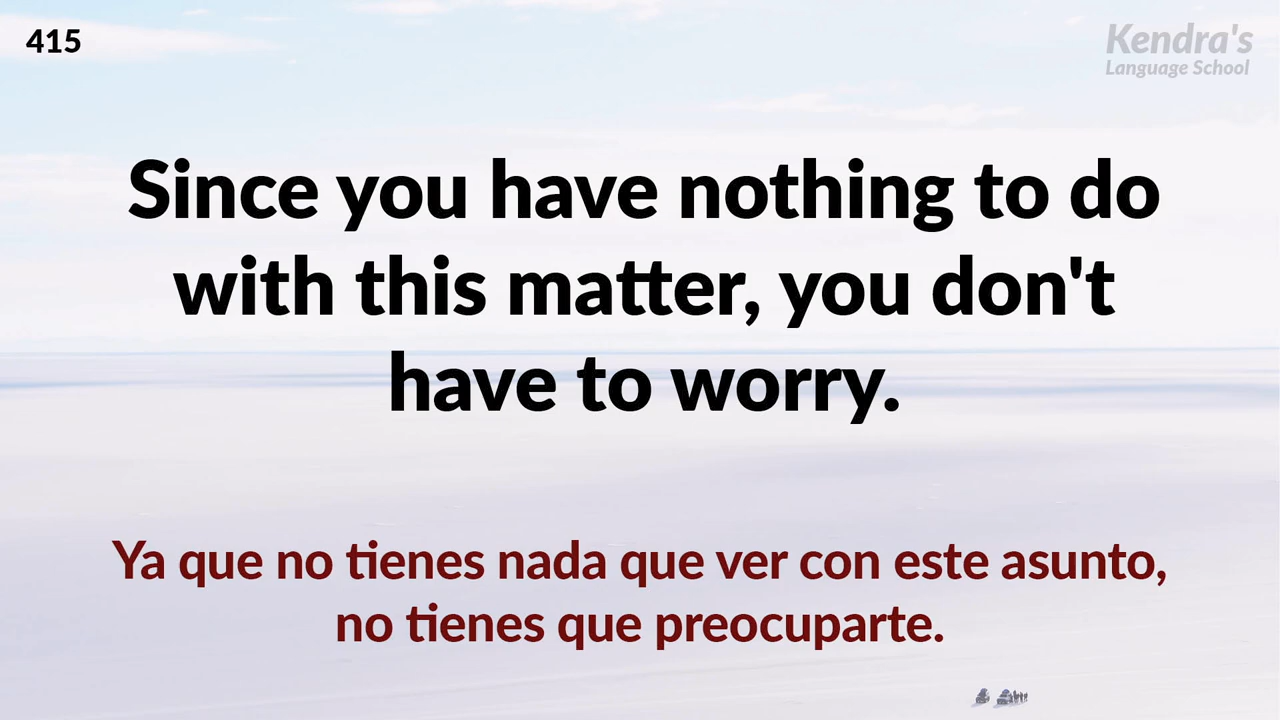 415
Kendra's
Language School
Since you have nothing to do
with this matter, you don't
have to worry.
Ya que no tienes nada que ver con este asunto,
no tienes que preocuparte.